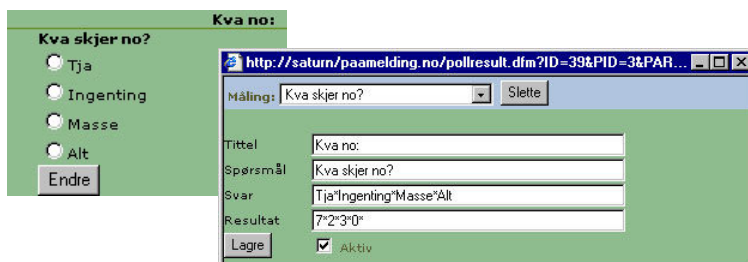 Kva no:
Kva skjer no?
Tja
Ingenting
Masse
Alt
Endre
http://saturn/paamelding.no/pollresult.dfm?ID=39&PID=3&PAR...
Måling: Kva skjer no? Slette
Tittel Kva no:
Spørsmål Kva skjer no?
Svar Tja*Ingenting*Masse*Alt
Resultat 7*2*3*0*
Lagre Aktiv